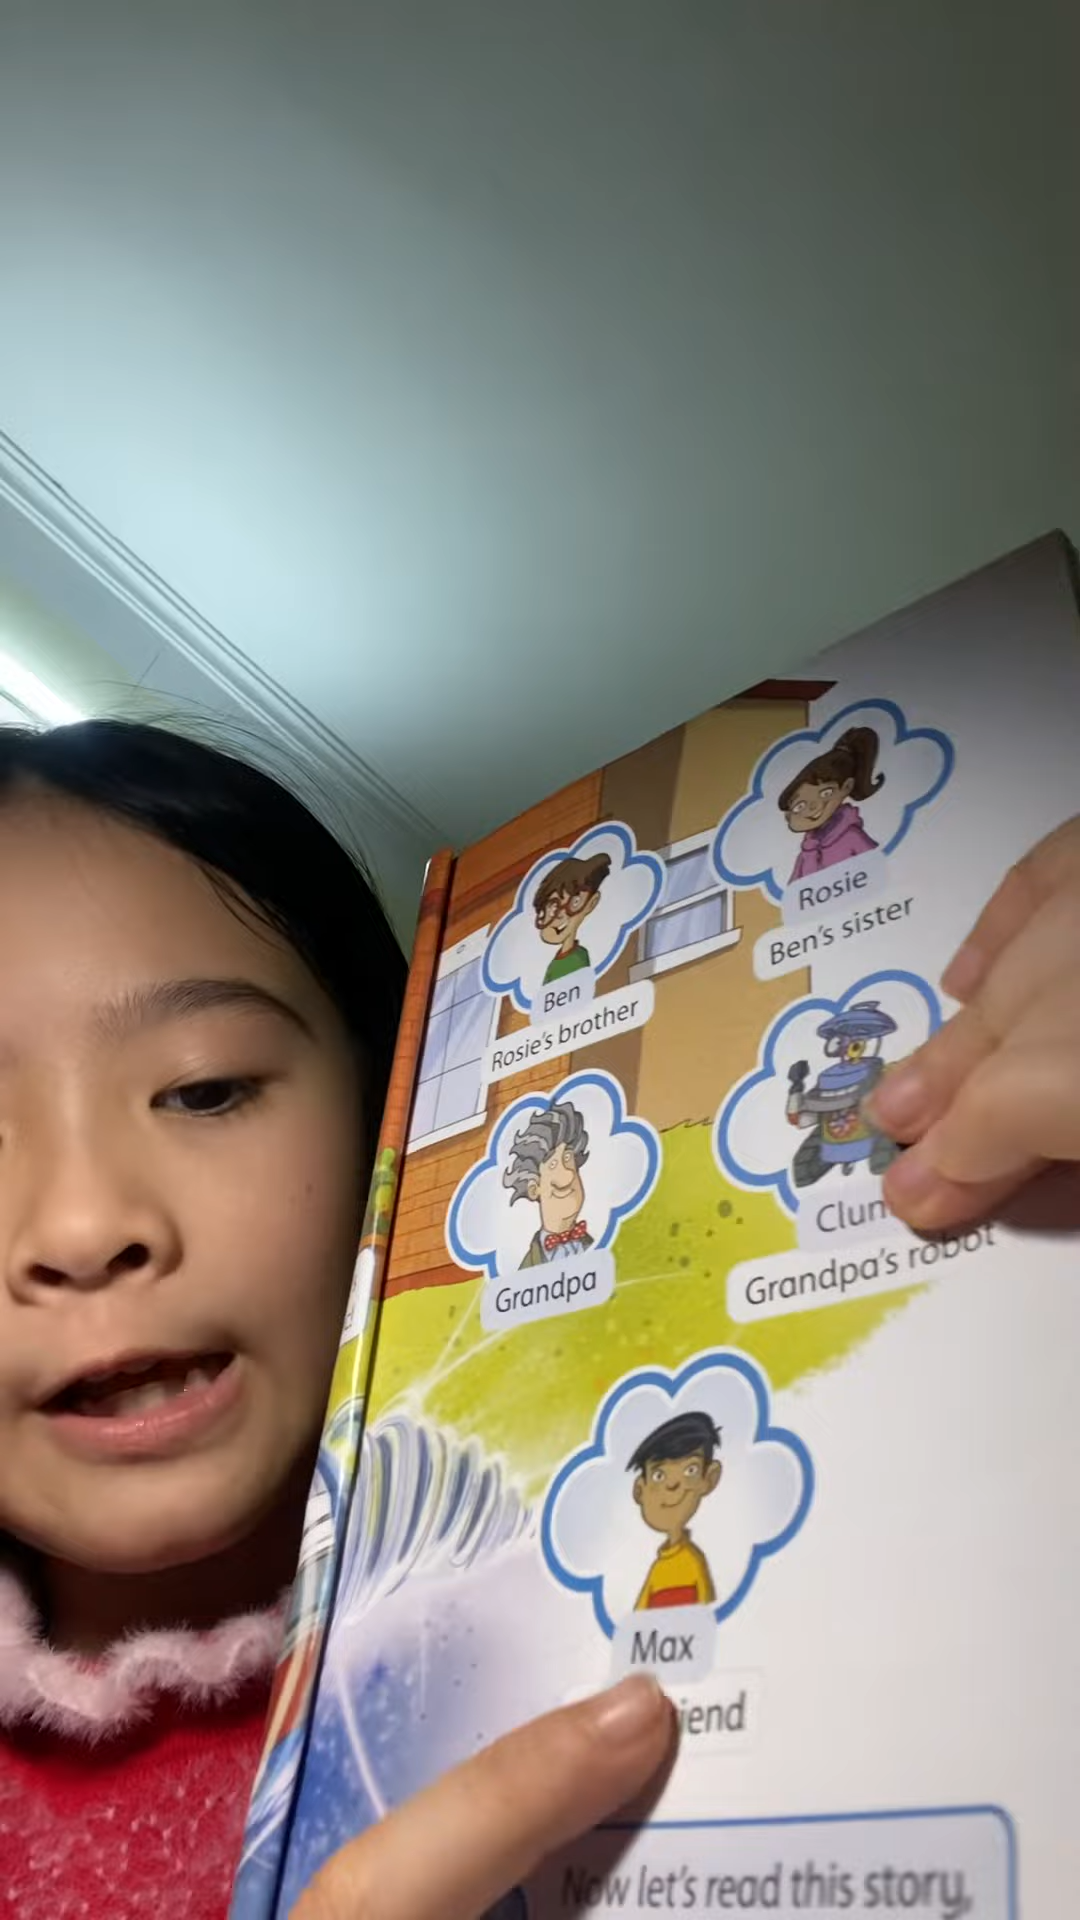 Rosie
Ben's sister
Ben
Rosie's brother
Grandpa
Grandpa's robot
Max
Now let's read this story,